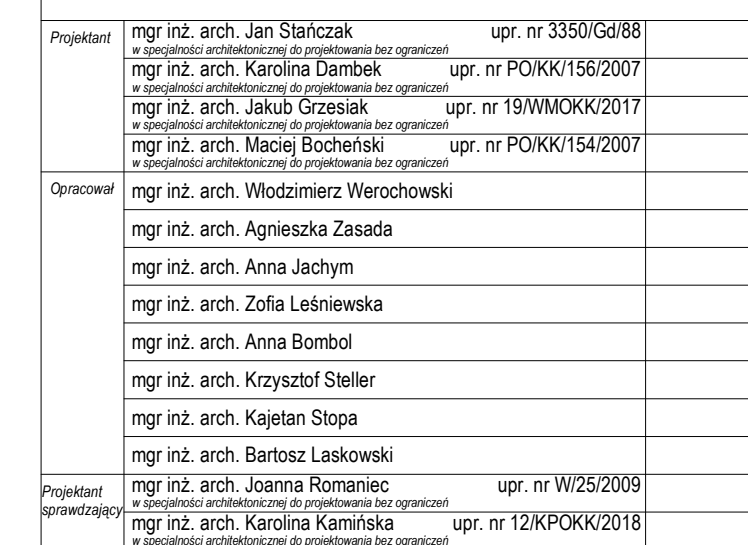 Projektant
mgr inż. arch. Jan Stańczak upr. nr 3350/Gd/88
w specjalności architektonicznej do projektowania bez ograniczeń
mgr inż. arch. Karolina Dambek upr. nr PO/KK/156/2007
w specjalności architektonicznej do projektowania bez ograniczeń
mgr inż. arch. Jakub Grzesiak upr. nr 19/WMOKK/2017
w specjalności architektonicznej do projektowania bez ograniczeń
mgr inż. arch. Maciej Bocheński upr. nr PO/KK/154/2007
w specjalności architektonicznej do projektowania bez ograniczeń
Opracował
mgr inż. arch. Włodzimierz Werochowski
mgr inż. arch. Agnieszka Zasada
mgr inż. arch. Anna Jachym
mgr inż. arch. Zofia Leśniewska
mgr inż. arch. Anna Bombol
mgr inż. arch. Krzysztof Steller
mgr inż. arch. Kajetan Stopa
mgr inż. arch. Bartosz Laskowski
Projektant
sprawdzający
mgr inż. arch. Joanna Romaniec upr. nr W/25/2009
w specjalności architektonicznej do projektowania bez ograniczeń
mgr inż. arch. Karolina Kamińska upr. nr 12/KPOKK/2018
w specjalności architektonicznej do projektowania bez ograniczeń